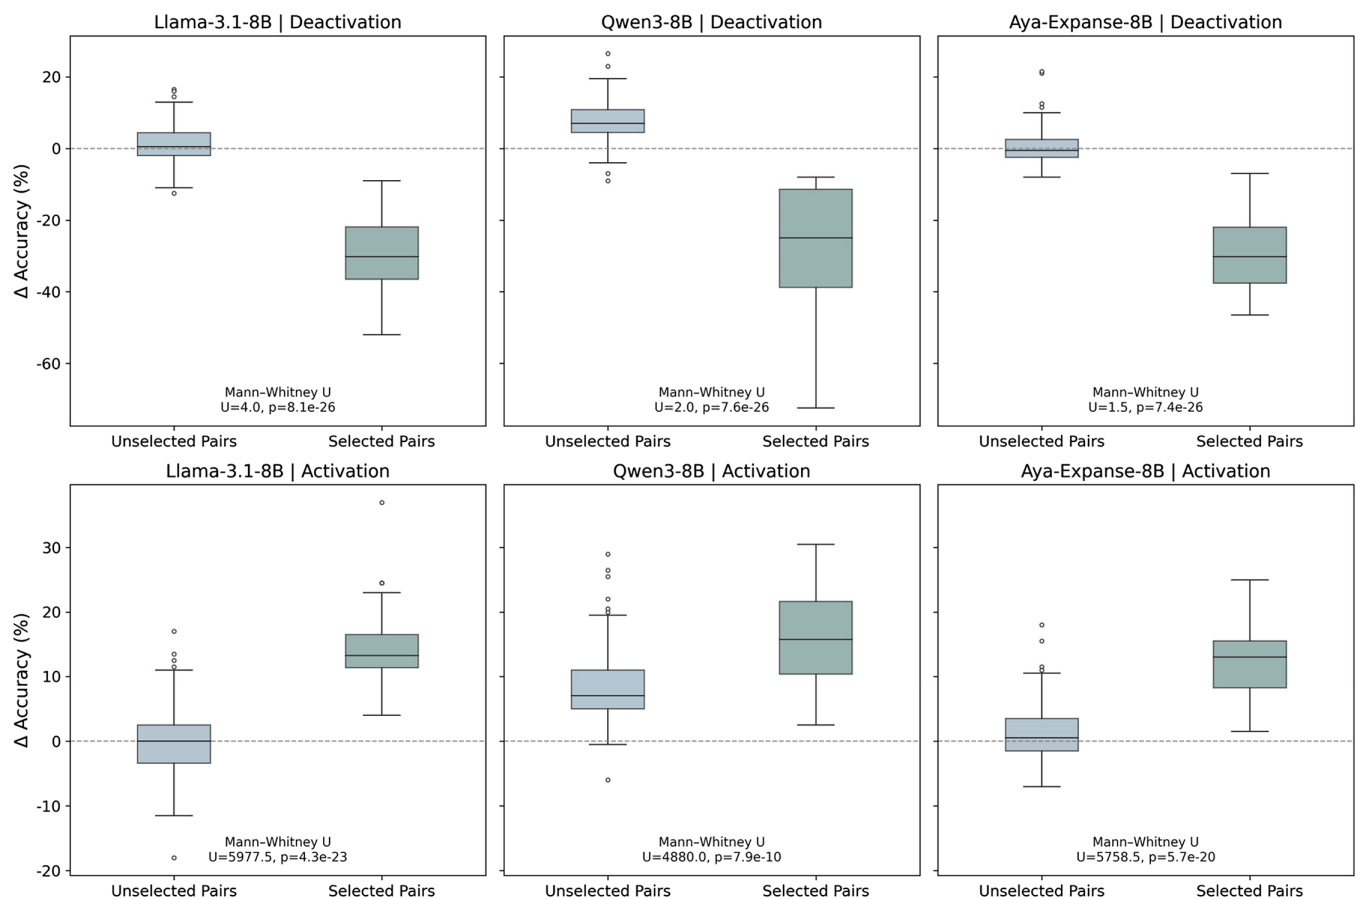 Llama-3.1-8B | Deactivation
Qwen3-8B | Deactivation
Aya-Expanse-8B | Deactivation
Δ Accuracy (%)
20
0
-20
-40
-60
Mann–Whitney U
U=4.0, p=8.1e-26
Mann–Whitney U
U=2.0, p=7.6e-26
Mann–Whitney U
U=1.5, p=7.4e-26
Unselected Pairs
Selected Pairs
Unselected Pairs
Selected Pairs
Unselected Pairs
Selected Pairs
Llama-3.1-8B | Activation
Qwen3-8B | Activation
Aya-Expanse-8B | Activation
Δ Accuracy (%)
30
20
10
0
-10
-20
Mann–Whitney U
U=5977.5, p=4.3e-23
Mann–Whitney U
U=4880.0, p=7.9e-10
Mann–Whitney U
U=5758.5, p=5.7e-20
Unselected Pairs
Selected Pairs
Unselected Pairs
Selected Pairs
Unselected Pairs
Selected Pairs